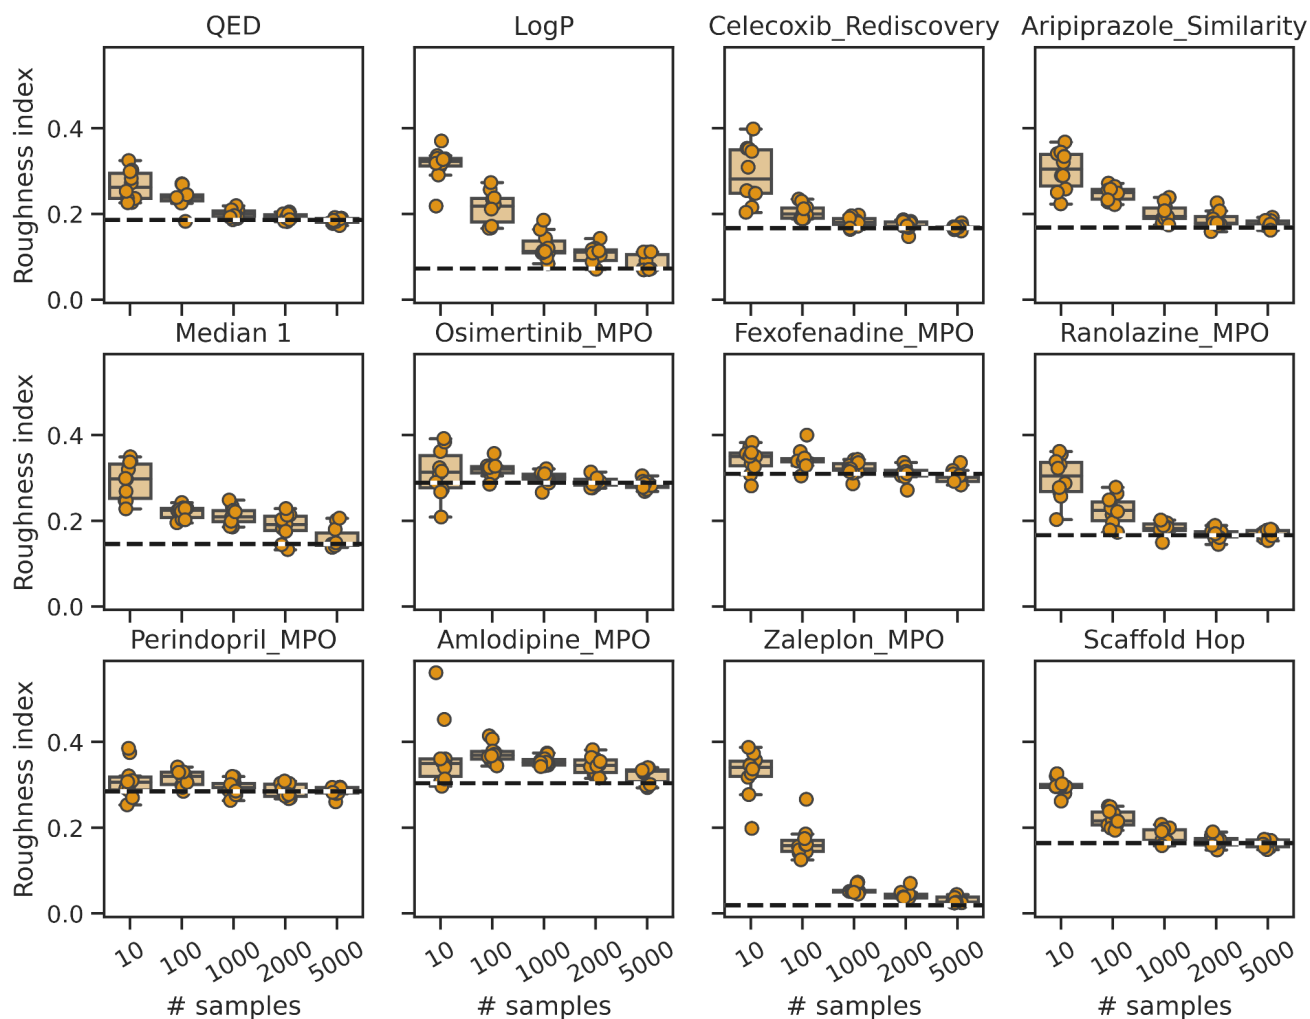 QED LogP Celecoxib_Rediscovery Aripiprazole_Similarity
Roughness index
0.4
0.2
0.0
Median 1 Osimertinib_MPO Fexofenadine_MPO Ranolazine_MPO
Roughness index
0.4
0.2
0.0
Perindopril_MPO Amlodipine_MPO Zaleplon_MPO Scaffold Hop
Roughness index
0.4
0.2
0.0
10 100 1000 2000 5000 10 100 1000 2000 5000 10 100 1000 2000 5000 10 100 1000 2000 5000
# samples # samples # samples # samples